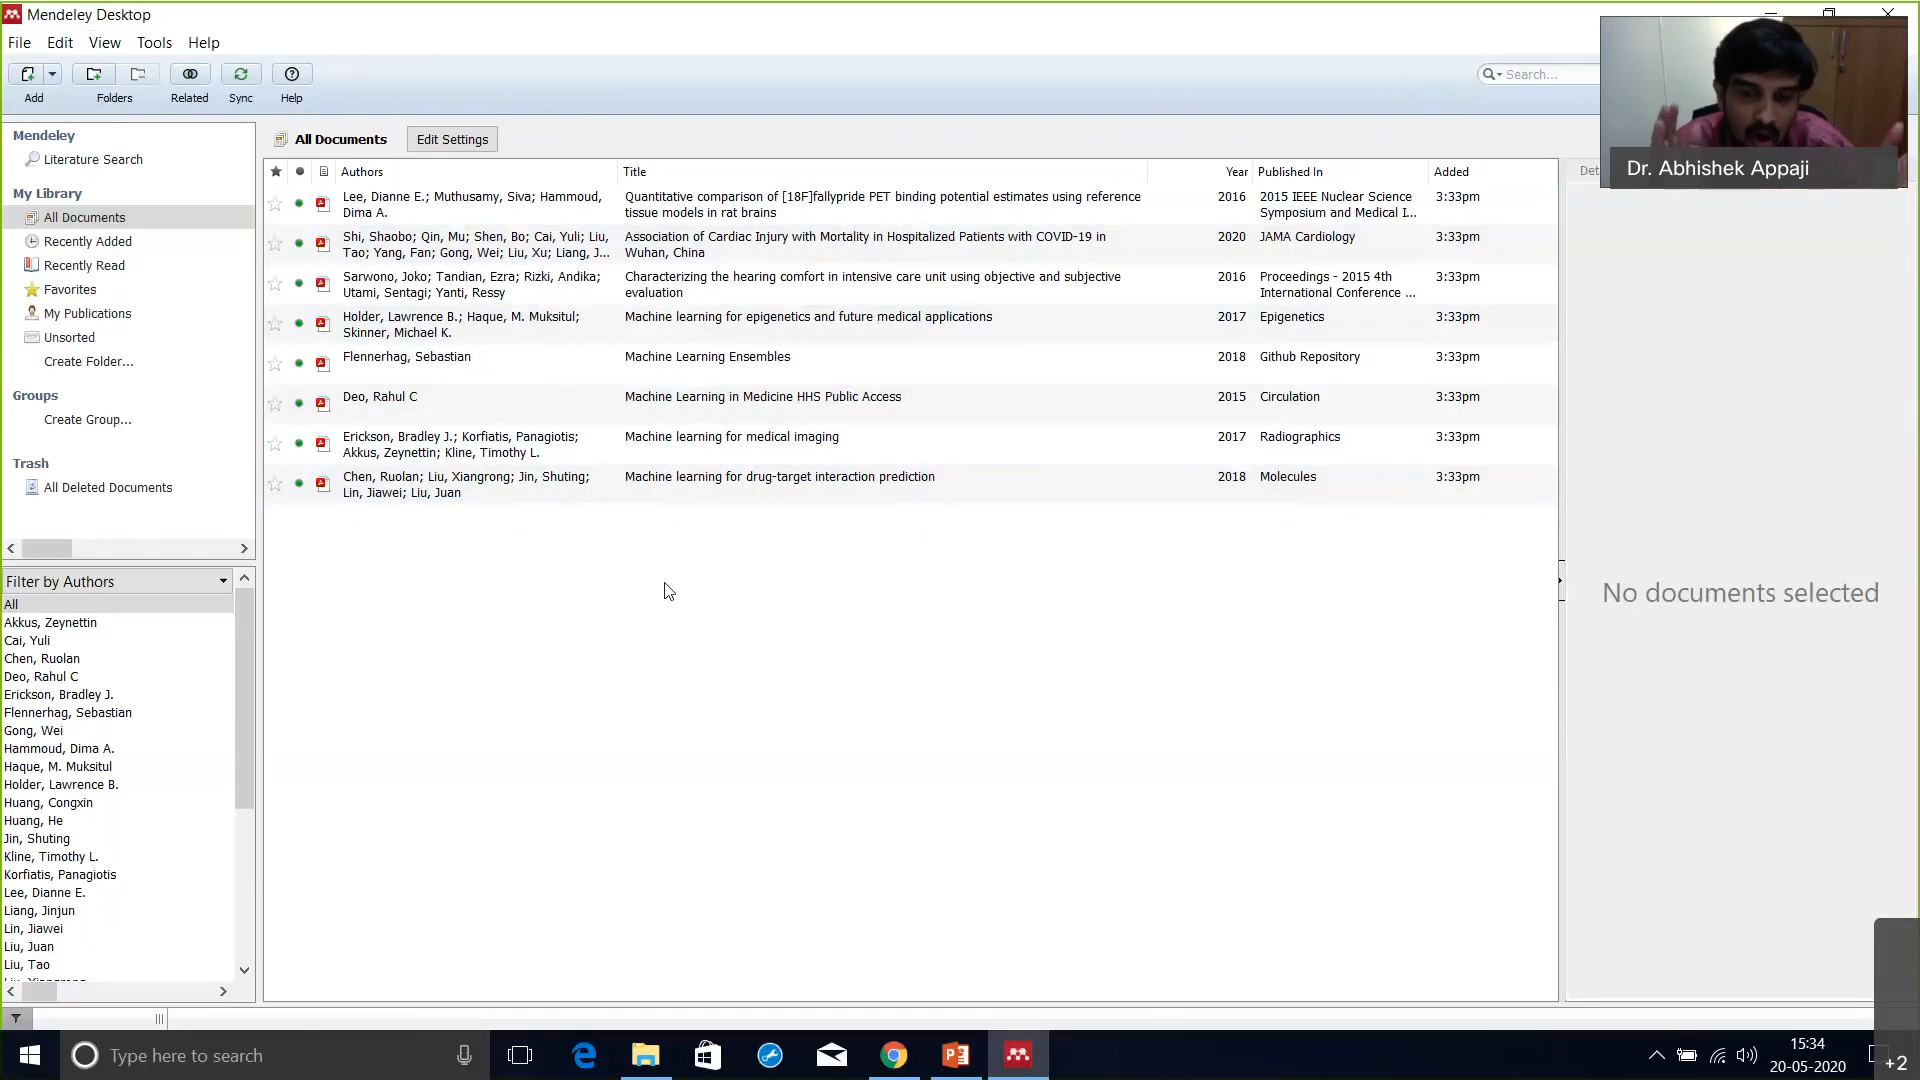 Mendeley Desktop
File Edit View Tools Help
Add Folders Related Sync Help
Search...
Mendeley
Literature Search
My Library
All Documents
Recently Added
Recently Read
Favorites
My Publications
Unsorted
Create Folder...
Groups
Create Group...
Trash
All Deleted Documents
Filter by Authors
All
Akkus, Zeynettin
Cai, Yuli
Chen, Ruolan
Deo, Rahul C
Erickson, Bradley J.
Flennerhag, Sebastian
Gong, Wei
Hammoud, Dima A.
Haque, M. Muksitul
Holder, Lawrence B.
Huang, Congxin
Huang, He
Jin, Shuting
Kline, Timothy L.
Korfiatis, Panagiotis
Lee, Dianne E.
Liang, Jinjun
Lin, Jiawei
Liu, Juan
Liu, Tao
All Documents Edit Settings
Authors Title Year Published In Added
Lee, Dianne E.; Muthusamy, Siva; Hammoud, Quantitative comparison of [18F]fallypride PET binding potential estimates using reference 2016 2015 IEEE Nuclear Science 3:33pm
Dima A. tissue models in rat brains Symposium and Medical I...
Shi, Shaobo; Qin, Mu; Shen, Bo; Cai, Yuli; Liu, Association of Cardiac Injury with Mortality in Hospitalized Patients with COVID-19 in 2020 JAMA Cardiology 3:33pm
Tao; Yang, Fan; Gong, Wei; Liu, Xu; Liang, J... Wuhan, China
Sarwono, Joko; Tandian, Ezra; Rizki, Andika; Characterizing the hearing comfort in intensive care unit using objective and subjective 2016 Proceedings - 2015 4th 3:33pm
Utami, Sentagi; Yanti, Ressy evaluation International Conference ...
Holder, Lawrence B.; Haque, M. Muksitul; Machine learning for epigenetics and future medical applications 2017 Epigenetics 3:33pm
Skinner, Michael K.
Flennerhag, Sebastian Machine Learning Ensembles 2018 Github Repository 3:33pm
Deo, Rahul C Machine Learning in Medicine HHS Public Access 2015 Circulation 3:33pm
Erickson, Bradley J.; Korfiatis, Panagiotis; Machine learning for medical imaging 2017 Radiographics 3:33pm
Akkus, Zeynettin; Kline, Timothy L.
Chen, Ruolan; Liu, Xiangrong; Jin, Shuting; Machine learning for drug-target interaction prediction 2018 Molecules 3:33pm
Lin, Jiawei; Liu, Juan
Dr. Abhishek Appaji
No documents selected
Type here to search
15:34
20-05-2020
+2